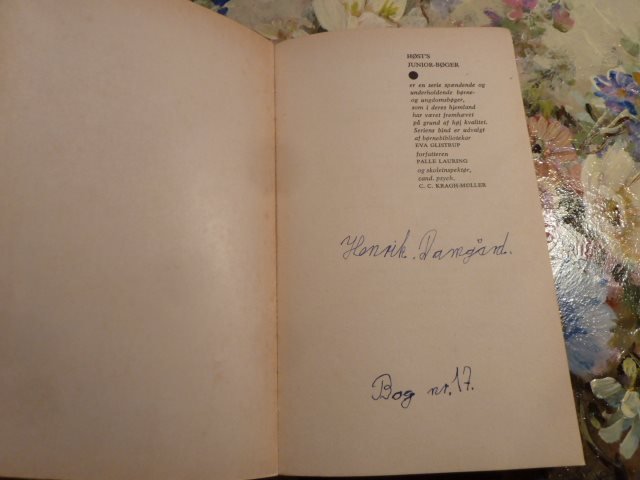 HØST'S
JUNIOR-BØGER
er en serie spændende og
underholdende børne-
og ungdomsbøger,
som i deres hjemland
har været fremhævet
på grund af høj kvalitet.
Seriens bind er udvalgt
af børnebibliotekar
EVA GLISTRUP
forfatteren
PALLE LAURING
og skoleinspektør,
cand. psych.
C. C. KRAGH-MÜLLER
Henrik. Damgård.
Bog nr. 17.